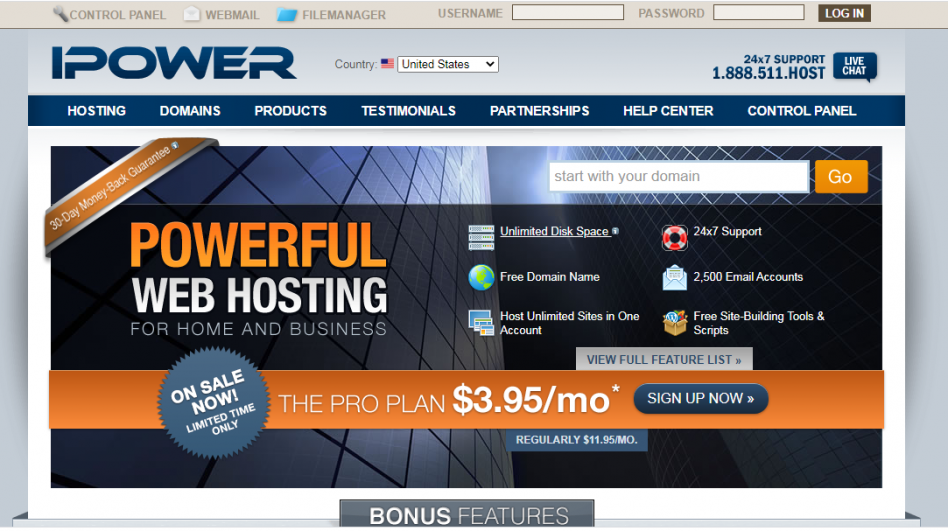 CONTROL PANEL WEBMAIL FILEMANAGER USERNAME PASSWORD LOG IN
IPOWER
Country: United States
24x7 SUPPORT
1.888.511.HOST
LIVE
CHAT
HOSTING DOMAINS PRODUCTS TESTIMONIALS PARTNERSHIPS HELP CENTER CONTROL PANEL
30-Day Money-Back Guarantee
start with your domain Go
POWERFUL
WEB HOSTING
FOR HOME AND BUSINESS
Unlimited Disk Space
24x7 Support
Free Domain Name
2,500 Email Accounts
Host Unlimited Sites in One
Account
Free Site-Building Tools &
Scripts
VIEW FULL FEATURE LIST »
ON SALE
NOW!
LIMITED TIME
ONLY
THE PRO PLAN $3.95/mo* SIGN UP NOW »
REGULARLY $11.95/MO.
BONUS FEATURES